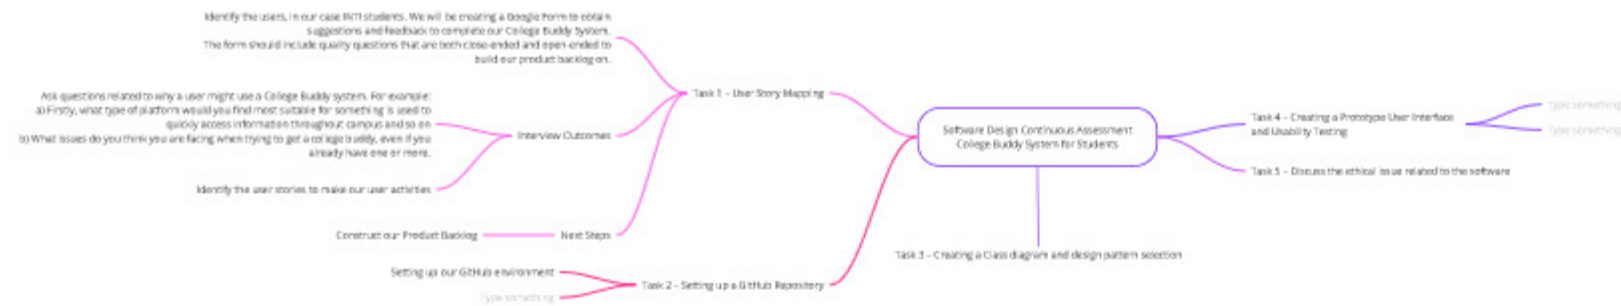 Identify the users, in our case INTI students. We will be creating a Google Form to obtain
suggestions and feedback to complete our College Buddy System.
The form should include quality questions that are both close-ended and open-ended to
build our product backlog on.
Task 1 – User Story Mapping
Ask questions related to why a user might use a College Buddy system. For example:
a) Firstly, what type of platform would you find most suitable for something is used to
quickly access information throughout campus and so on
b) What issues do you think you are facing when trying to get a college buddy, even if you
already have one or more.
Interview Outcomes
Identify the user stories to make our user activities
Construct our Product Backlog
Next Steps
Setting up our GitHub environment
Type something
Task 2 – Setting up a GitHub Repository
Software Design Continuous Assessment
College Buddy System for Students
Task 3 – Creating a Class diagram and design pattern selection
Task 4 – Creating a Prototype User Interface
and Usability Testing
Type something
Type something
Task 5 – Discuss the ethical issue related to the software